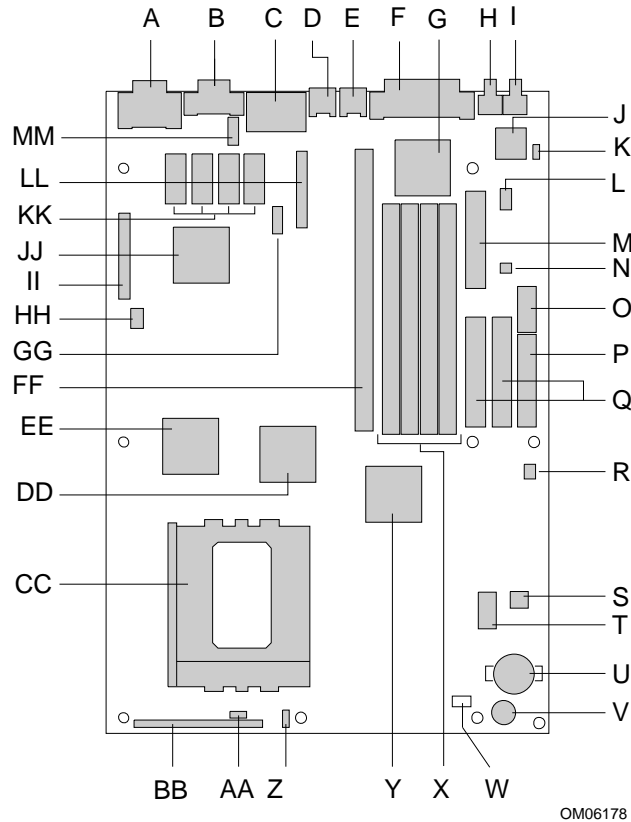 A B C D E F G H I
J
MM
K
LL
L
KK
M
JJ
N
II
O
HH
P
GG
FF
Q
EE
R
DD
CC
S
T
U
V
BB AA Z Y X W
OM06178